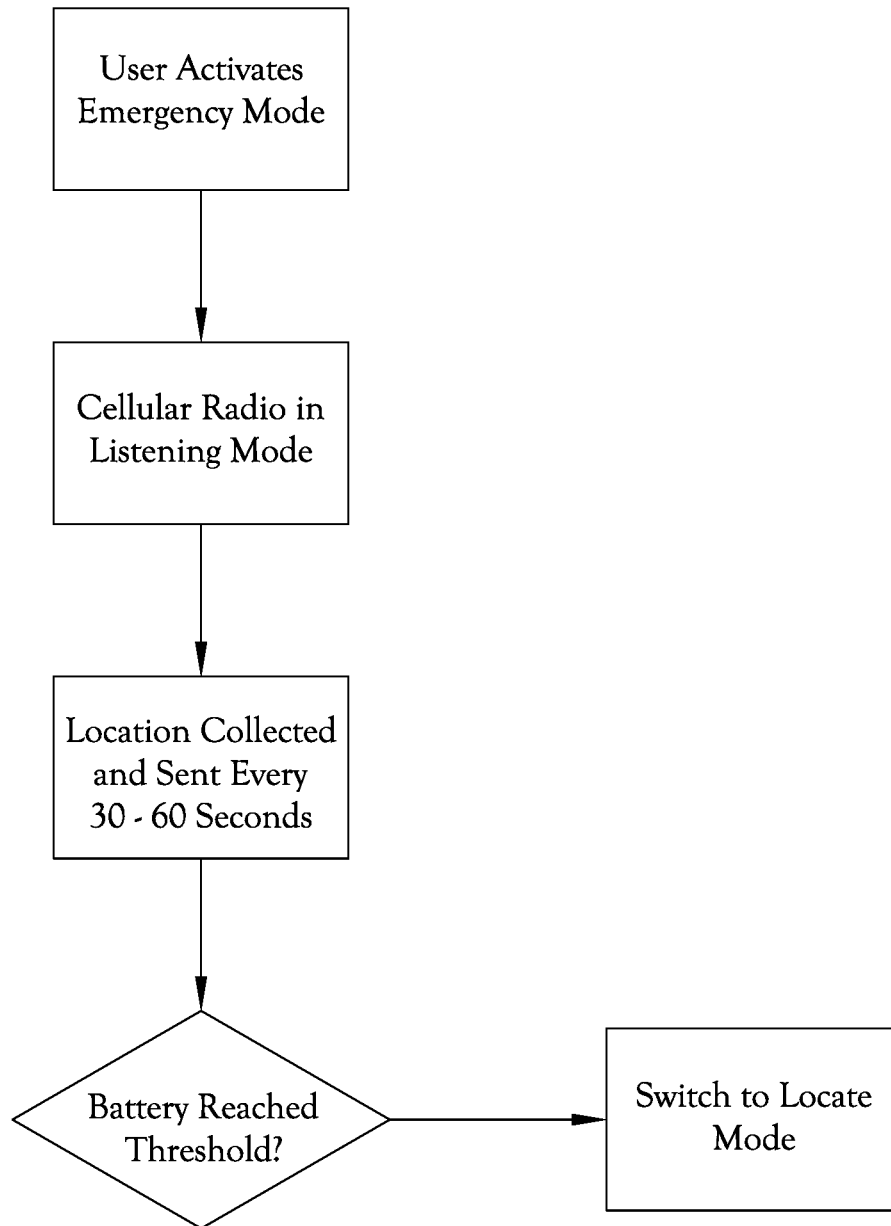 User Activates
Emergency Mode
Cellular Radio in
Listening Mode
Location Collected
and Sent Every
30 - 60 Seconds
Battery Reached
Threshold?
Switch to Locate
Mode